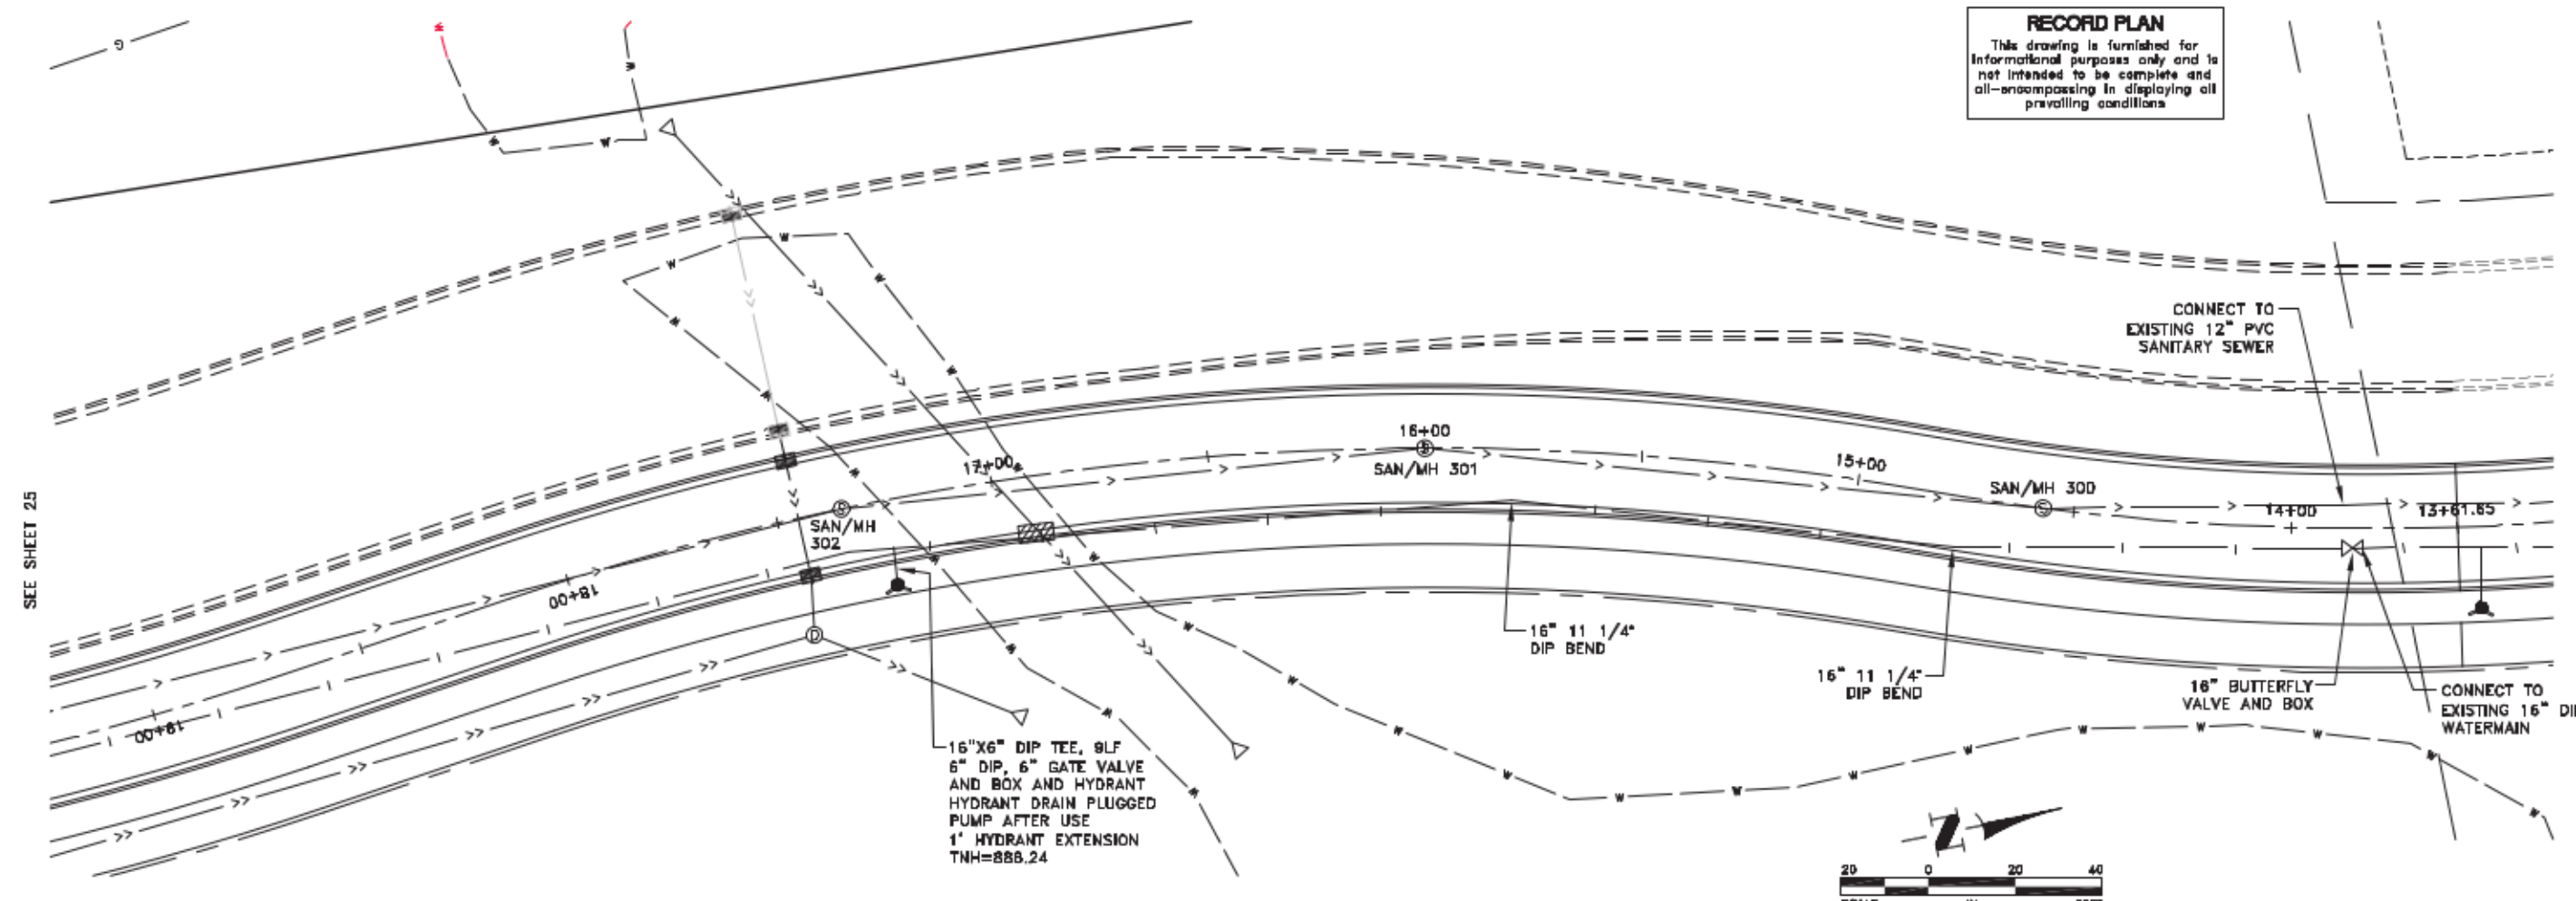 RECORD PLAN
This drawing is furnished for
informational purposes only and is
not intended to be complete and
all-encompassing in displaying all
prevailing conditions
G
W
W
W
W
W
W
W
W
W
W
W
CONNECT TO
EXISTING 12" PVC
SANITARY SEWER
SEE SHEET 25
16+00
S
SAN/MH 301
17+00
15+00
SAN/MH 300
S
14+00
13+61.65
S
SAN/MH
302
18+00
19+00
D
16" 11 1/4°
DIP BEND
16" 11 1/4°
DIP BEND
16" BUTTERFLY
VALVE AND BOX
CONNECT TO
EXISTING 16" DI
WATERMAIN
16"X6" DIP TEE, 9LF
6" DIP, 6" GATE VALVE
AND BOX AND HYDRANT
HYDRANT DRAIN PLUGGED
PUMP AFTER USE
1' HYDRANT EXTENSION
TNH=886.24
W
W
W
W
W
W
W
W
W
W
W
W
N
20 0 20 40